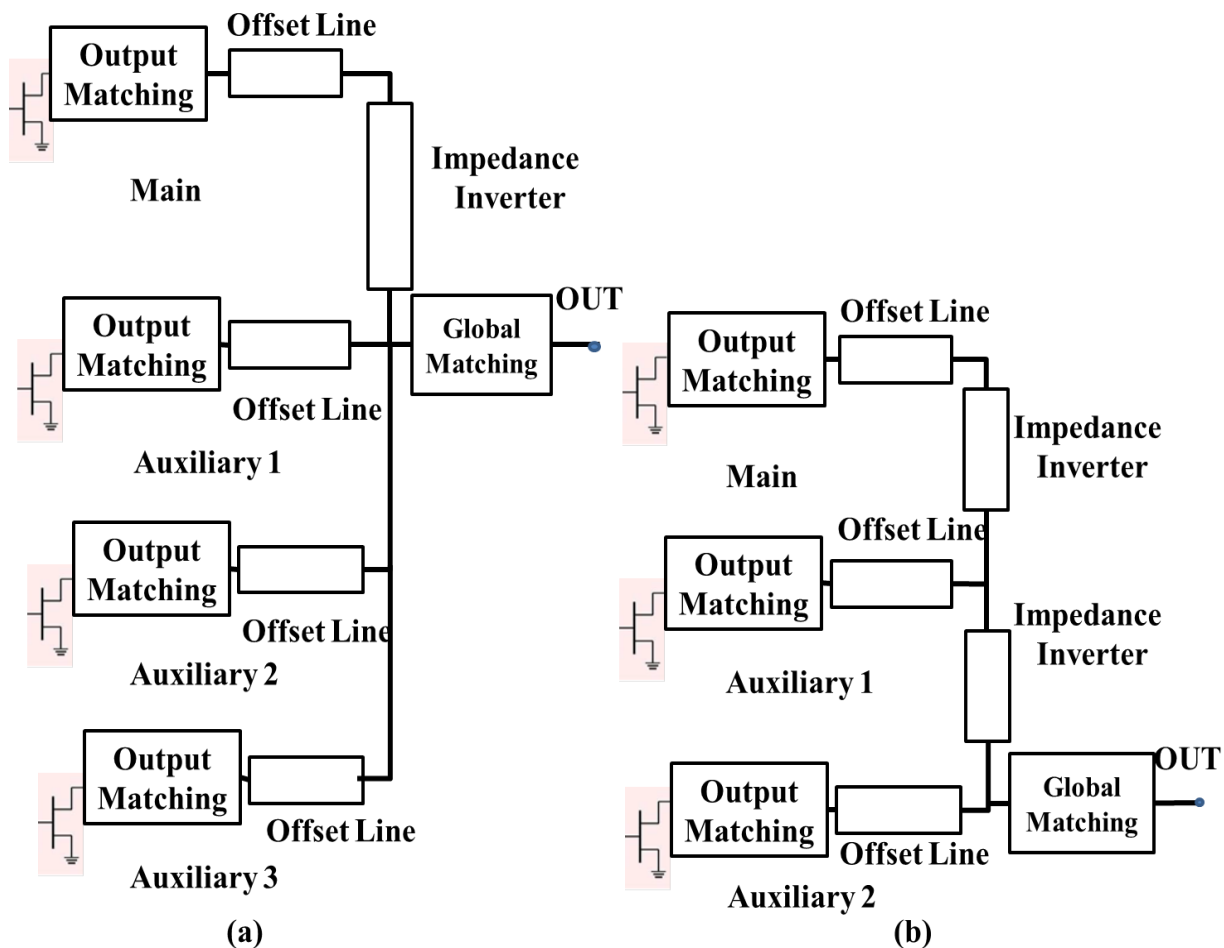 Offset Line
Output
Matching
Impedance
Inverter
Main
OUT
Output
Matching
Global
Matching
Offset Line
Auxiliary 1
Output
Matching
Offset Line
Auxiliary 2
Output
Matching
Offset Line
Auxiliary 3
(a)
Offset Line
Output
Matching
Impedance
Inverter
Main
Offset Line
Output
Matching
Impedance
Inverter
Auxiliary 1
OUT
Output
Matching
Global
Matching
Offset Line
Auxiliary 2
(b)